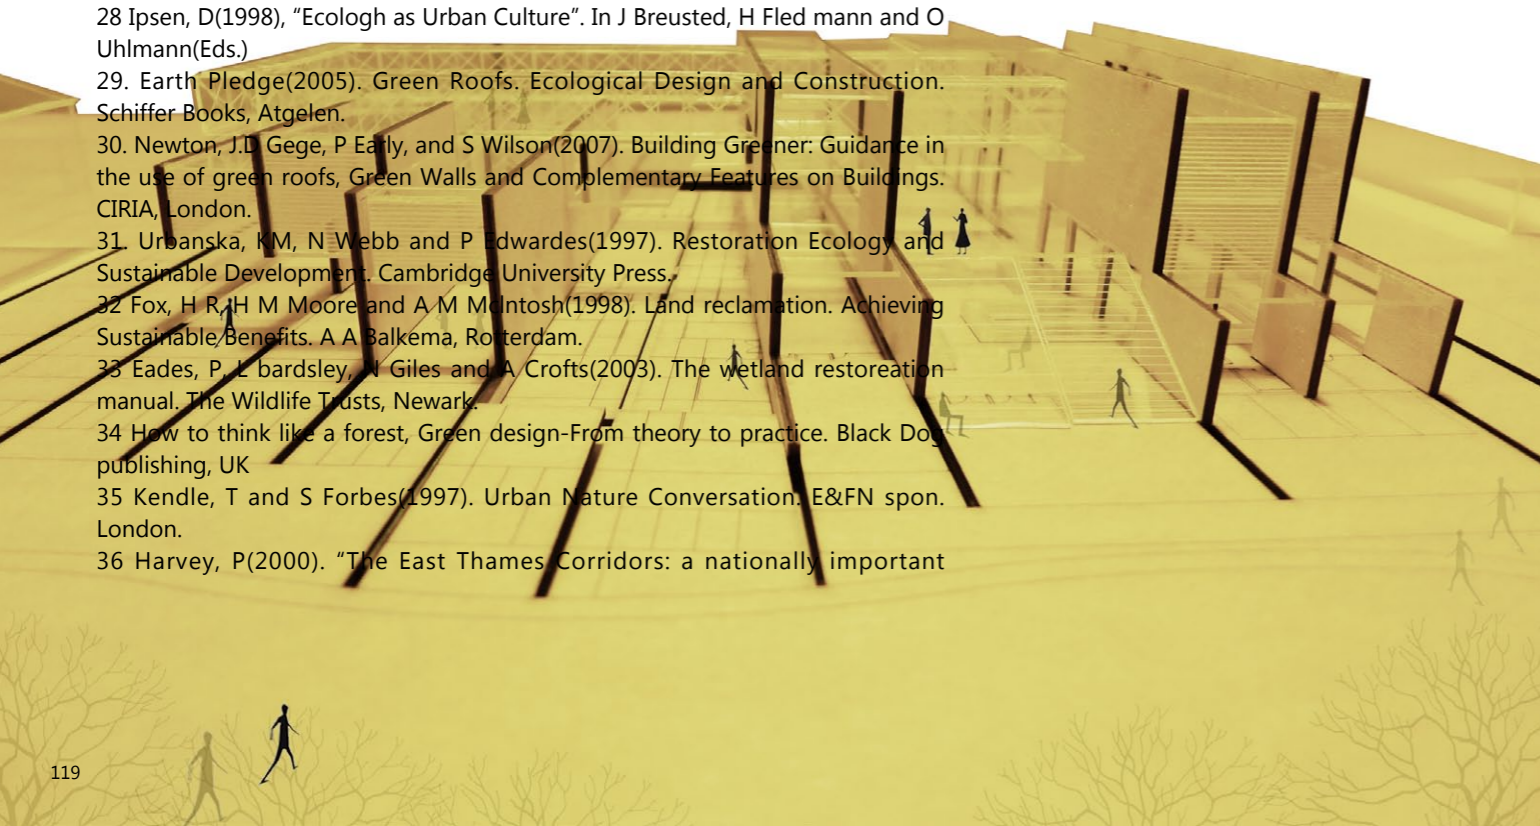 28 Ipsen, D(1998), “Ecologh as Urban Culture”. In J Breusted, H Fled mann and O
Uhlmann(Eds.)
29. Earth Pledge(2005). Green Roofs. Ecological Design and Construction.
Schiffer Books, Atgelen.
30. Newton, J.D Gege, P Early, and S Wilson(2007). Building Greener: Guidance in
the use of green roofs, Green Walls and Complementary Features on Buildings.
CIRIA, London.
31. Urbanska, KM, N Webb and P Edwardes(1997). Restoration Ecology and
Sustainable Development. Cambridge University Press.
32 Fox, H R, H M Moore and A M McIntosh(1998). Land reclamation. Achieving
Sustainable Benefits. A A Balkema, Rotterdam.
33 Eades, P, L bardsley, N Giles and A Crofts(2003). The wetland restoreation
manual. The Wildlife Trusts, Newark.
34 How to think like a forest, Green design-From theory to practice. Black Dog
publishing, UK
35 Kendle, T and S Forbes(1997). Urban Nature Conversation. E&FN spon.
London.
36 Harvey, P(2000). “The East Thames Corridors: a nationally important
119